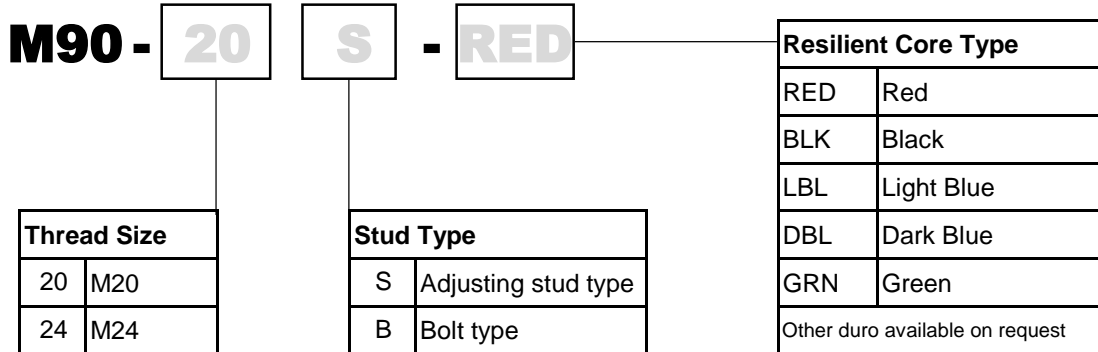 M90 - 20 S - RED
Resilient Core Type
RED Red
BLK Black
LBL Light Blue
DBL Dark Blue
GRN Green
Other duro available on request
Thread Size
20 M20
24 M24
Stud Type
S Adjusting stud type
B Bolt type